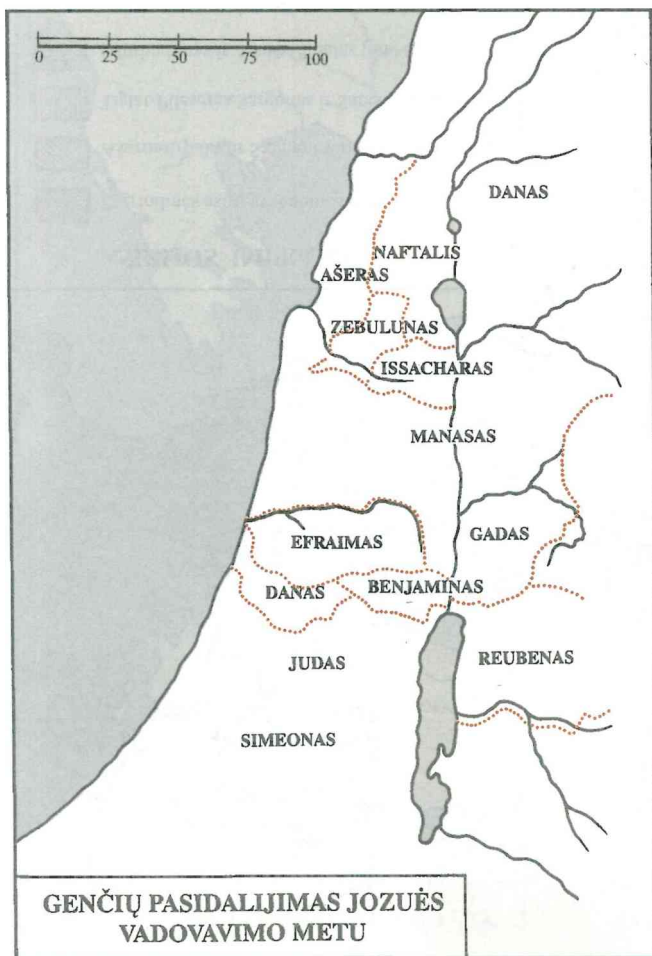 0 25 50 75 100
DANAS
NAFTALIS
AŠERAS
ZEBULUNAS
ISSACHARAS
MANASAS
EFRAIMAS
GADAS
DANAS
BENJAMINAS
JUDAS
REUBENAS
SIMEONAS
GENČIŲ PASIDALIJIMAS JOZUĖS
VADOVAVIMO METU